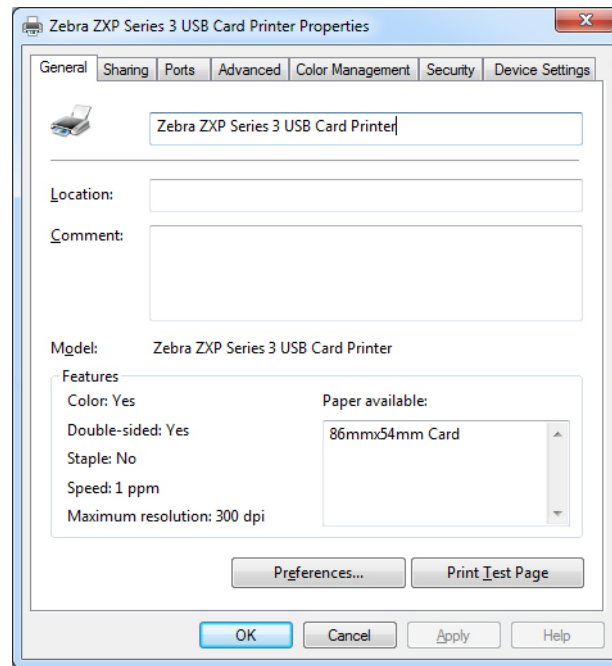 Zebra ZXP Series 3 USB Card Printer Properties
General Sharing Ports Advanced Color Management Security Device Settings
Zebra ZXP Series 3 USB Card Printer
Location:
Comment:
Model: Zebra ZXP Series 3 USB Card Printer
Features
Color: Yes Paper available:
Double-sided: Yes 86mmx54mm Card
Staple: No
Speed: 1 ppm
Maximum resolution: 300 dpi
Preferences... Print Test Page
OK Cancel Apply Help